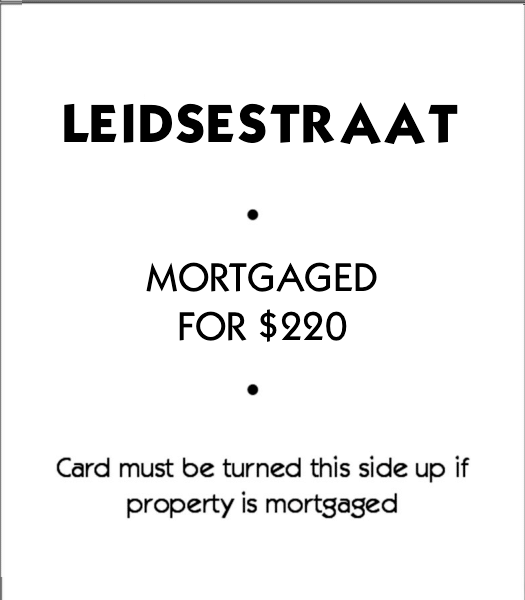 LEIDSESTRAAT
•
MORTGAGED
FOR $220
•
Card must be turned this side up if
property is mortgaged